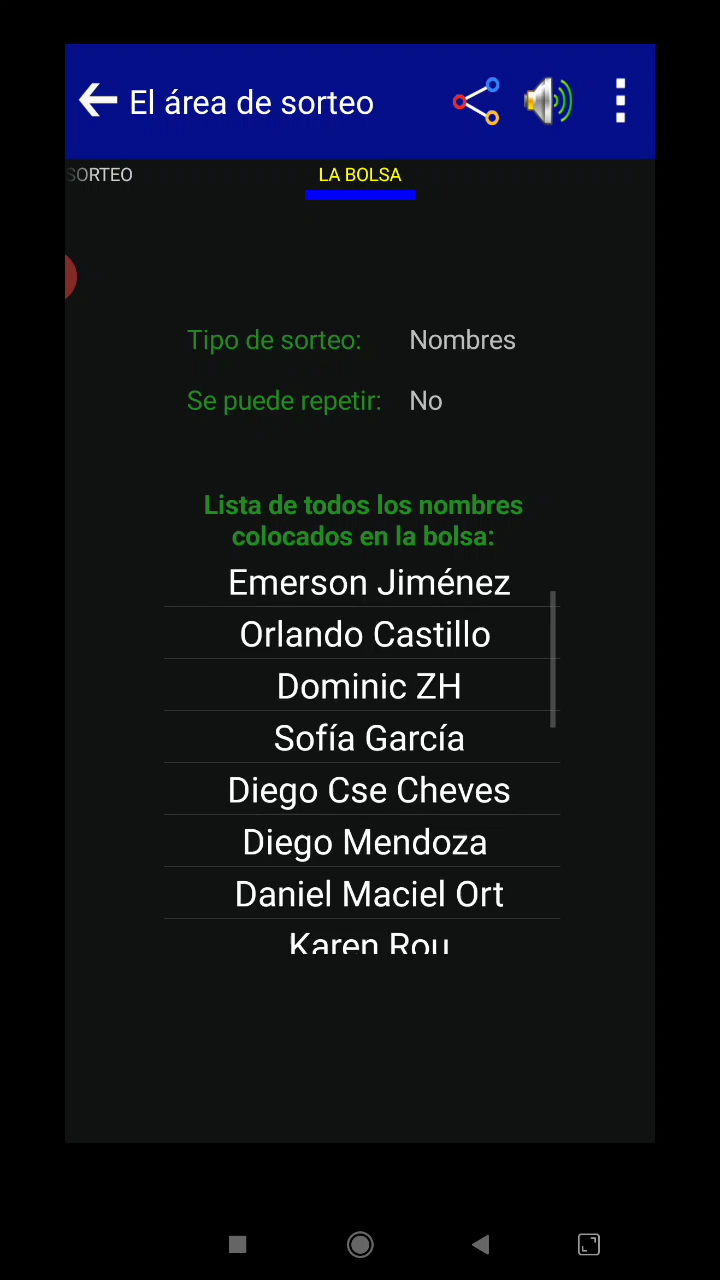 El área de sorteo
SORTEO
LA BOLSA
Tipo de sorteo: Nombres
Se puede repetir: No
Lista de todos los nombres
colocados en la bolsa:
Emerson Jiménez
Orlando Castillo
Dominic ZH
Sofía García
Diego Cse Cheves
Diego Mendoza
Daniel Maciel Ort
Karen Rou